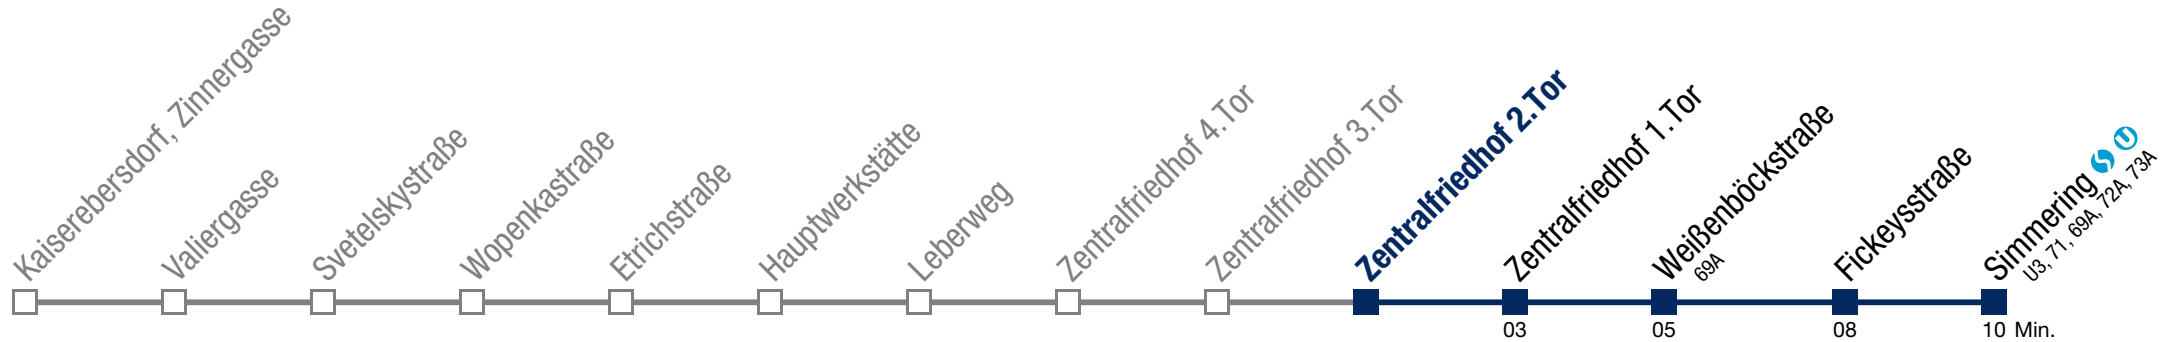 Kaiserebersdorf, Zinnergasse
Valiergasse
Svetelskystraße
Wopenkastraße
Etrichstraße
Hauptwerkstätte
Leberweg
Zentralfriedhof 4.Tor
Zentralfriedhof 3.Tor
Zentralfriedhof 2.Tor
Zentralfriedhof 1.Tor
Weißenböckstraße
69A
Fickeysstraße
Simmering S U
U3, 71, 69A, 72A, 73A
03 05 08 10 Min.